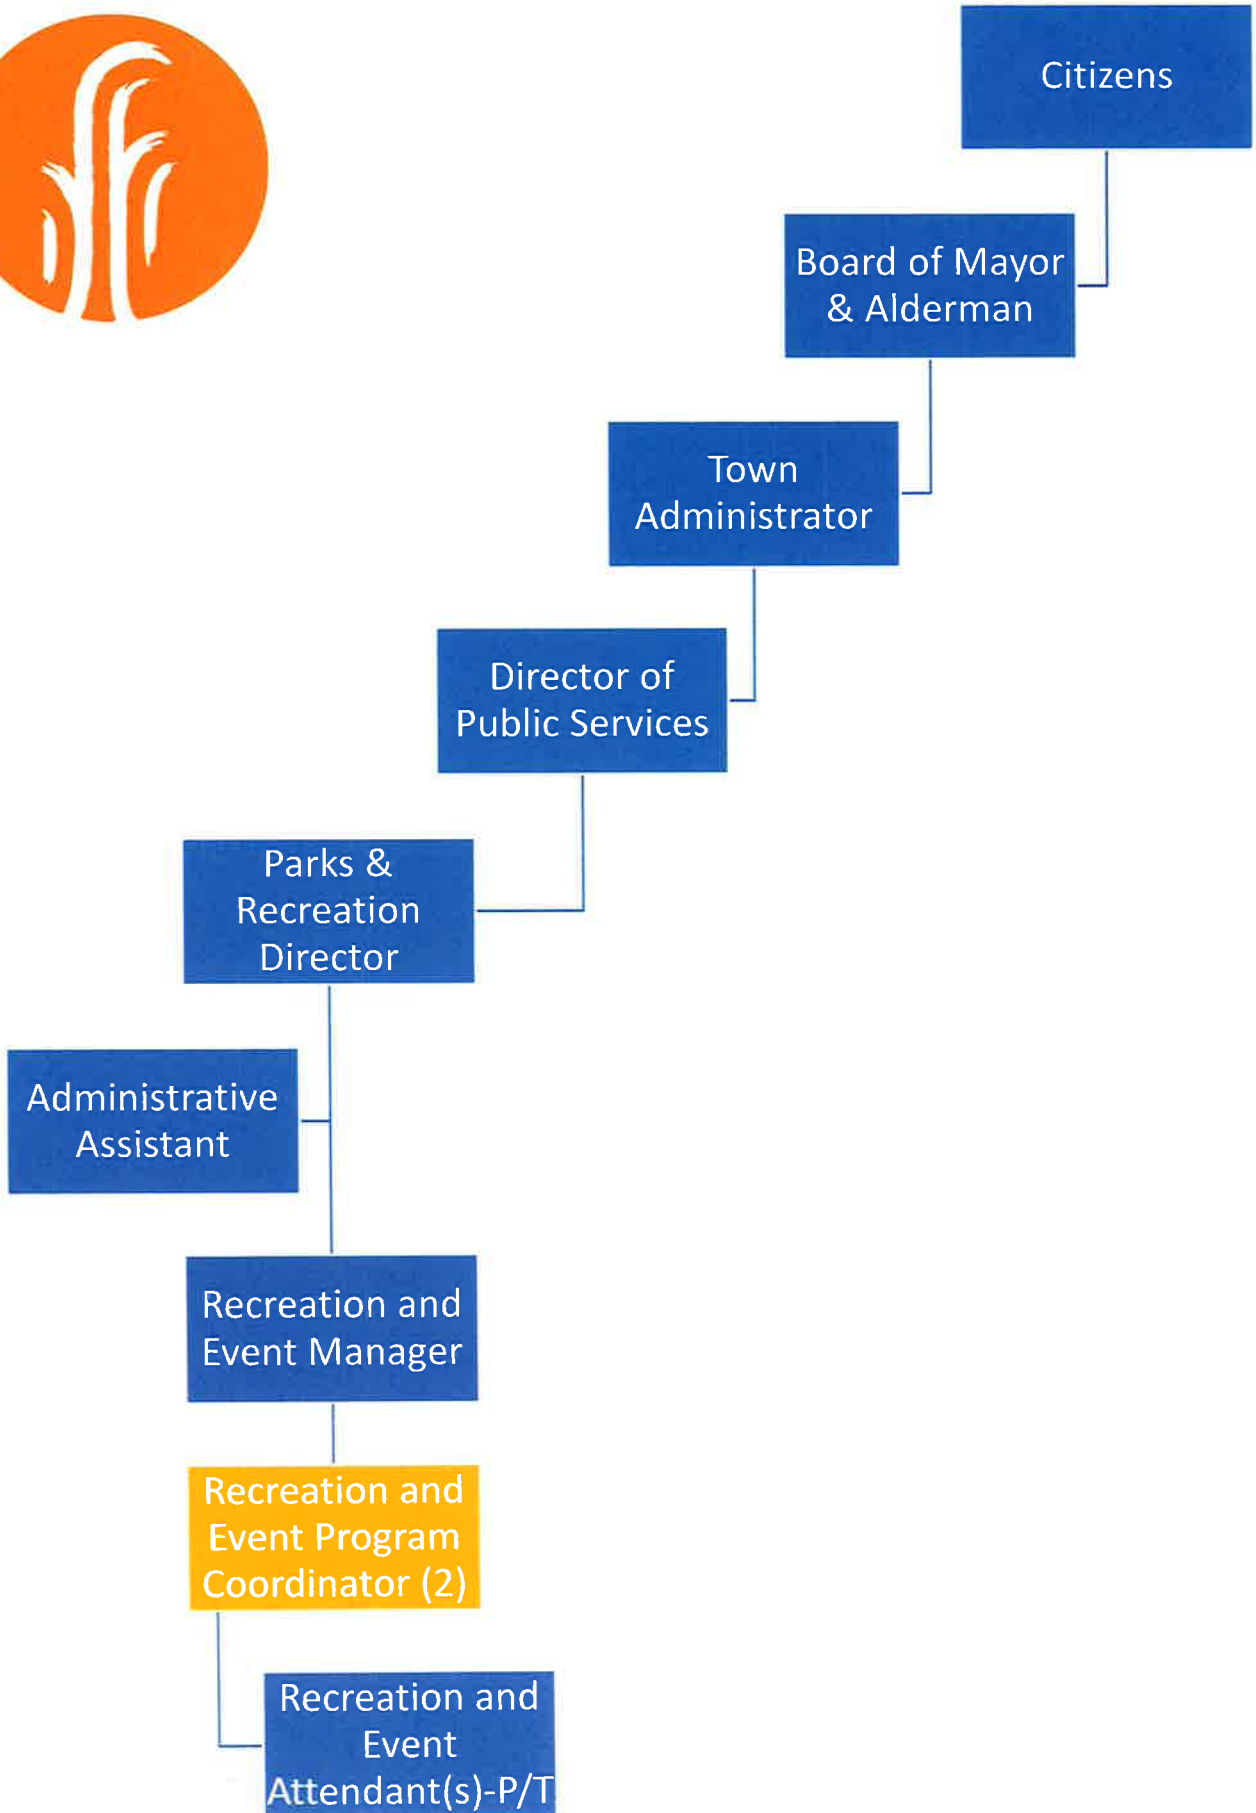 Citizens
Board of Mayor
& Alderman
Town
Administrator
Director of
Public Services
Parks &
Recreation
Director
Administrative
Assistant
Recreation and
Event Manager
Recreation and
Event Program
Coordinator (2)
Recreation and
Event
Attendant(s)-P/T